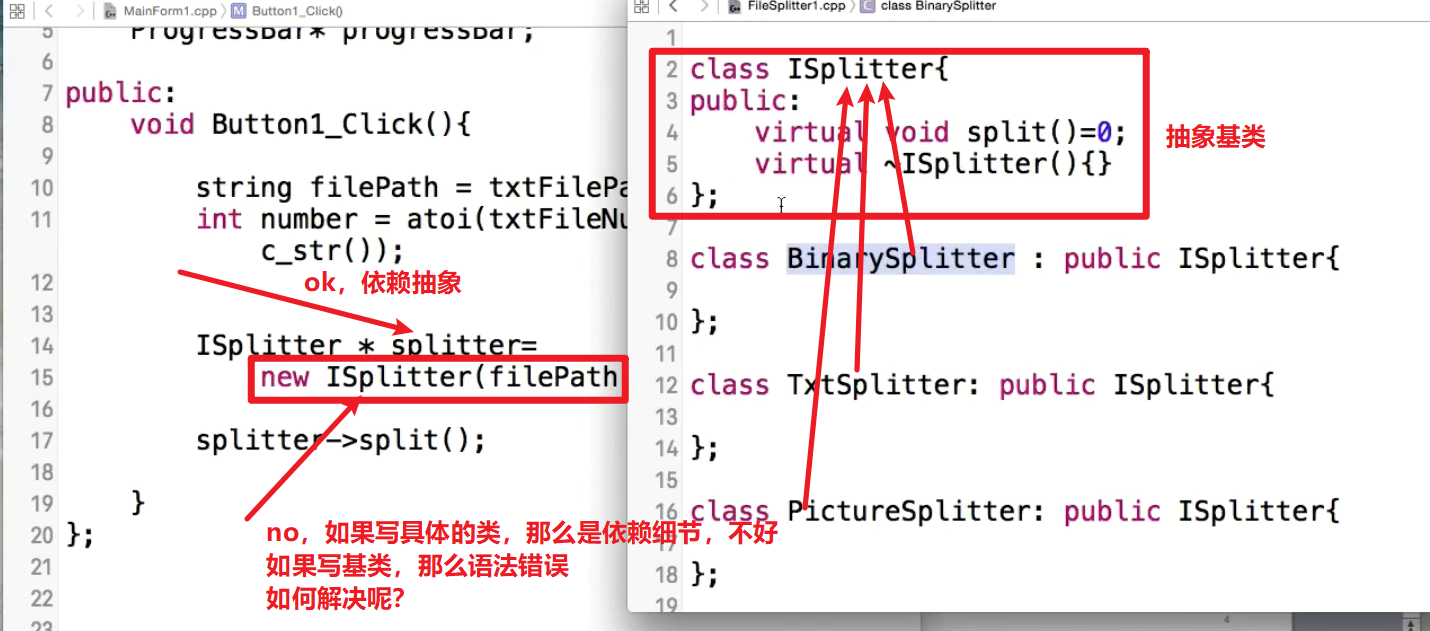 MainForm1.cpp M Button1_Click()
5 ProgressBar* progressBar;
6
7 public:
8 void Button1_Click(){
9
10 string filePath = txtFilePa
11 int number = atoi(txtFileNu
c_str());
12
ok，依赖抽象
13
14 ISplitter * splitter=
15 new ISplitter(filePath
16
17 splitter->split();
18
19 }
no，如果写具体的类，那么是依赖细节，不好
20 };
如果写基类，那么语法错误
21
如何解决呢？
22
23
FileSplitter1.cpp C class BinarySplitter
1
2 class ISplitter{
3 public:
4 virtual void split()=0;
抽象基类
5 virtual ~ISplitter(){}
6 };
7
8 class BinarySplitter : public ISplitter{
9
10 };
11
12 class TxtSplitter: public ISplitter{
13
14 };
15
16 class PictureSplitter: public ISplitter{
17
18 };
19
4